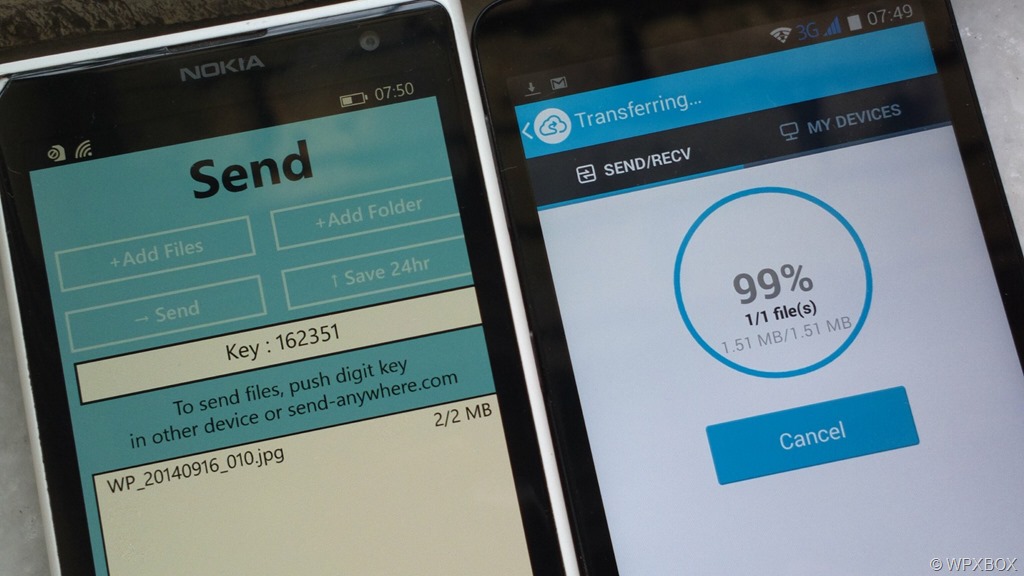 NOKIA
07:50
Send
+Add Files
+Add Folder
→ Send
↑ Save 24hr
Key : 162351
To send files, push digit key
in other device or send-anywhere.com
2/2 MB
WP_20140916_010.jpg
3G
07:49
Transferring...
SEND/RECV
MY DEVICES
99%
1/1 file(s)
1.51 MB/1.51 MB
Cancel
© WPXBOX